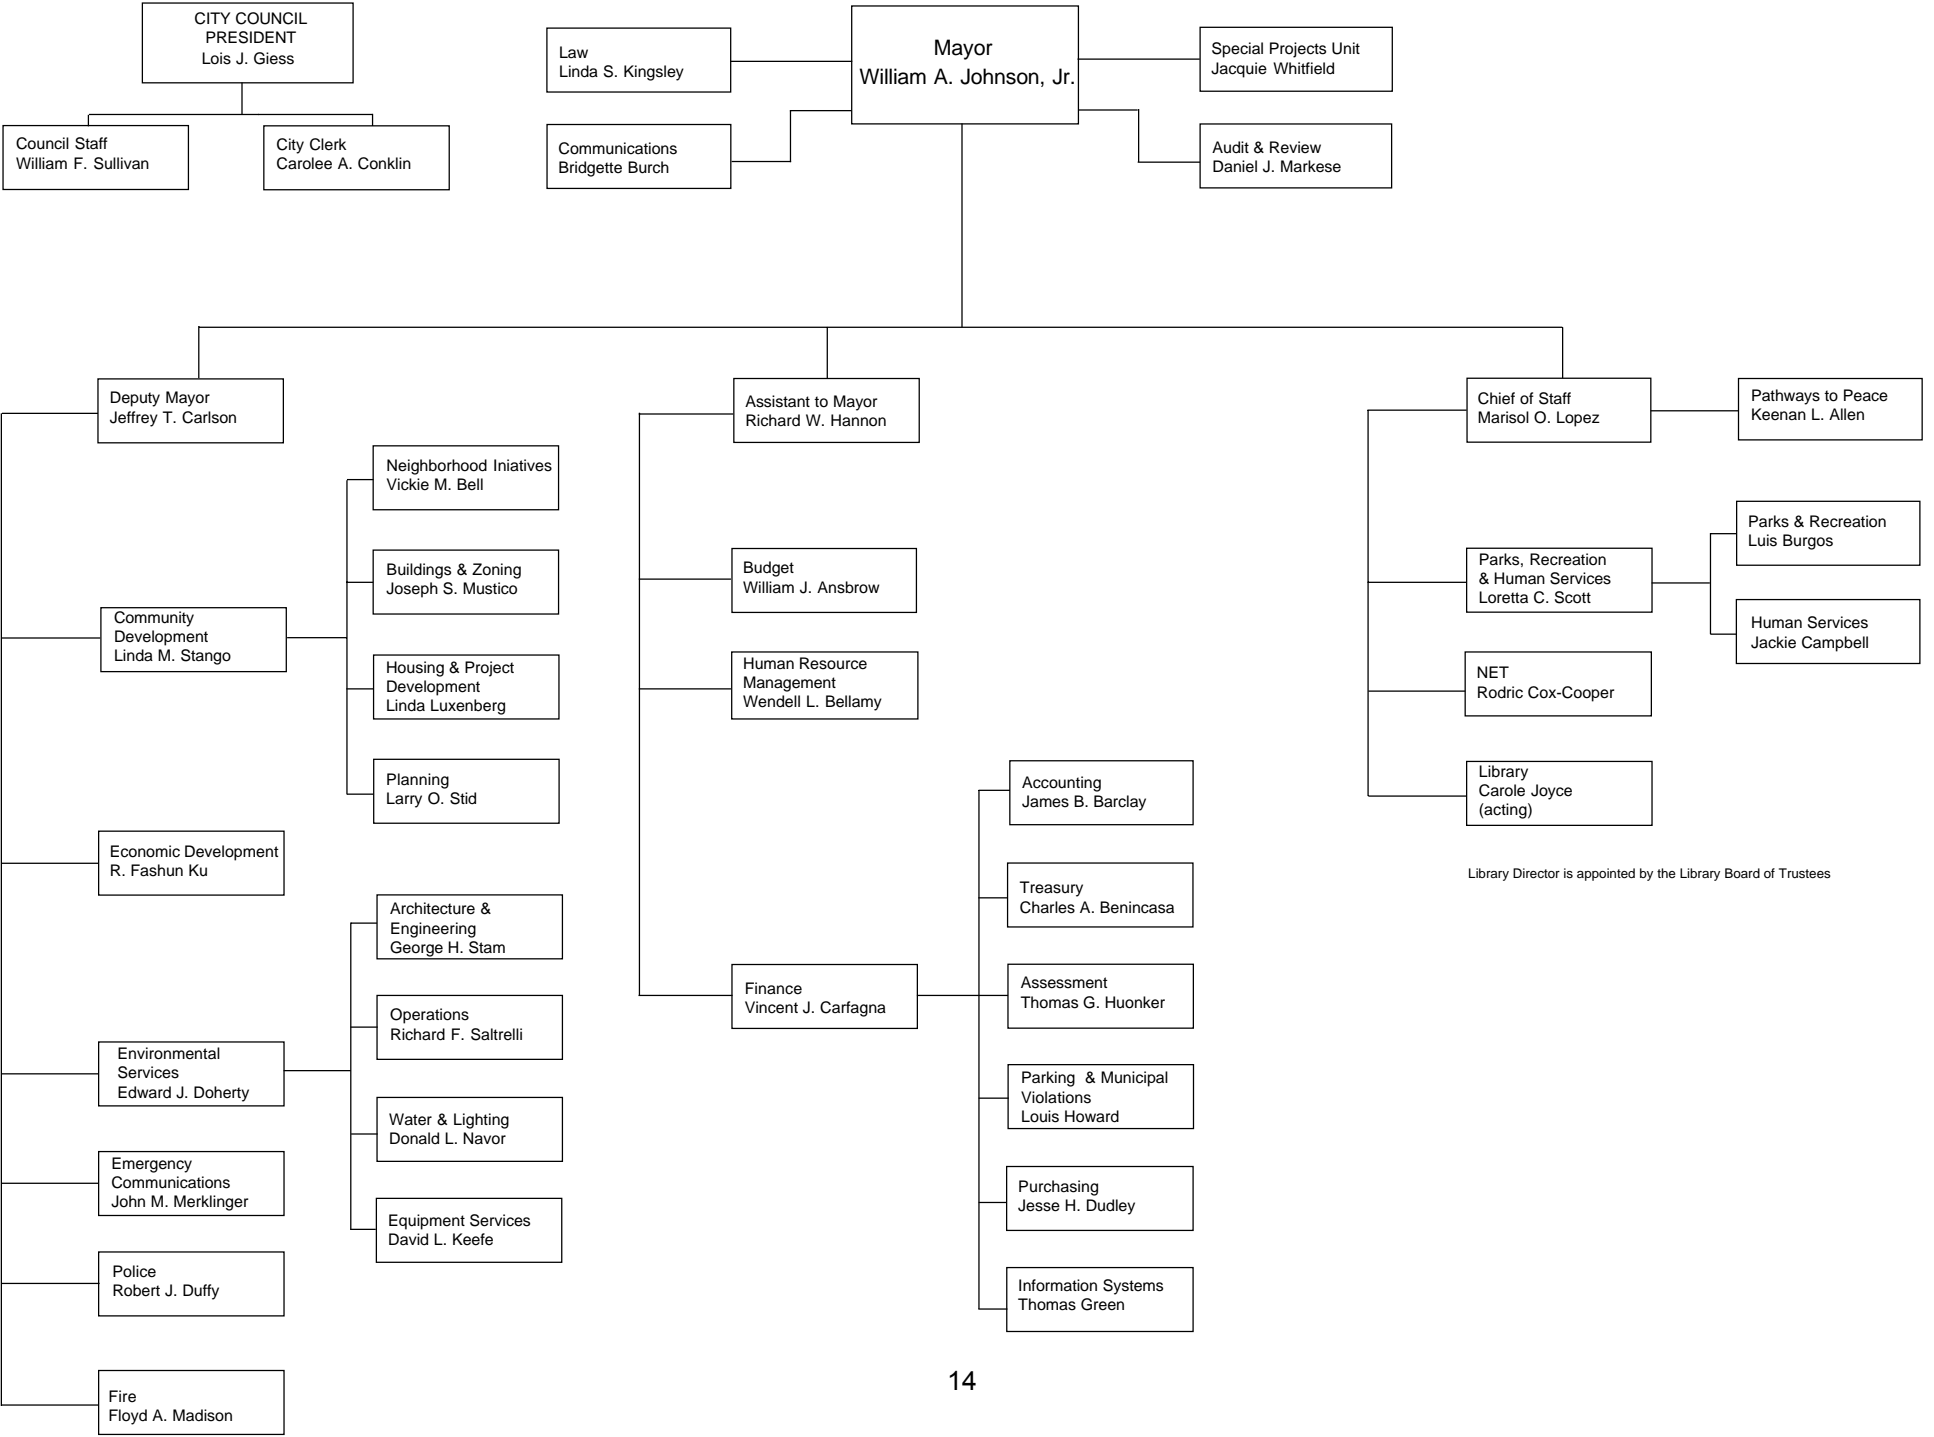 CITY COUNCIL
PRESIDENT
Lois J. Giess
Council Staff
William F. Sullivan
City Clerk
Carolee A. Conklin
Law
Linda S. Kingsley
Communications
Bridgette Burch
Mayor
William A. Johnson, Jr.
Special Projects Unit
Jacquie Whitfield
Audit & Review
Daniel J. Markese
Deputy Mayor
Jeffrey T. Carlson
Community
Development
Linda M. Stango
Neighborhood Iniatives
Vickie M. Bell
Buildings & Zoning
Joseph S. Mustico
Housing & Project
Development
Linda Luxenberg
Planning
Larry O. Stid
Economic Development
R. Fashun Ku
Environmental
Services
Edward J. Doherty
Architecture &
Engineering
George H. Stam
Operations
Richard F. Saltrelli
Water & Lighting
Donald L. Navor
Equipment Services
David L. Keefe
Emergency
Communications
John M. Merklinger
Police
Robert J. Duffy
Fire
Floyd A. Madison
Assistant to Mayor
Richard W. Hannon
Budget
William J. Ansbrow
Human Resource
Management
Wendell L. Bellamy
Finance
Vincent J. Carfagna
Accounting
James B. Barclay
Treasury
Charles A. Benincasa
Assessment
Thomas G. Huonker
Parking & Municipal
Violations
Louis Howard
Purchasing
Jesse H. Dudley
Information Systems
Thomas Green
Chief of Staff
Marisol O. Lopez
Pathways to Peace
Keenan L. Allen
Parks, Recreation
& Human Services
Loretta C. Scott
Parks & Recreation
Luis Burgos
Human Services
Jackie Campbell
NET
Rodric Cox-Cooper
Library
Carole Joyce
(acting)
Library Director is appointed by the Library Board of Trustees
14